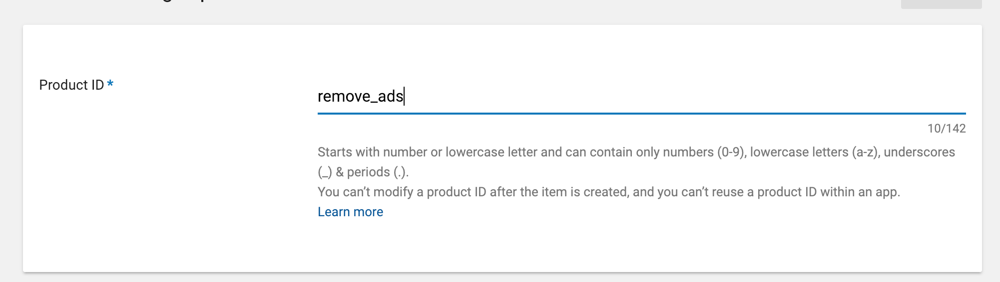 Product ID *
remove_ads
10/142
Starts with number or lowercase letter and can contain only numbers (0-9), lowercase letters (a-z), underscores
(_) & periods (.).
You can’t modify a product ID after the item is created, and you can’t reuse a product ID within an app.
Learn more